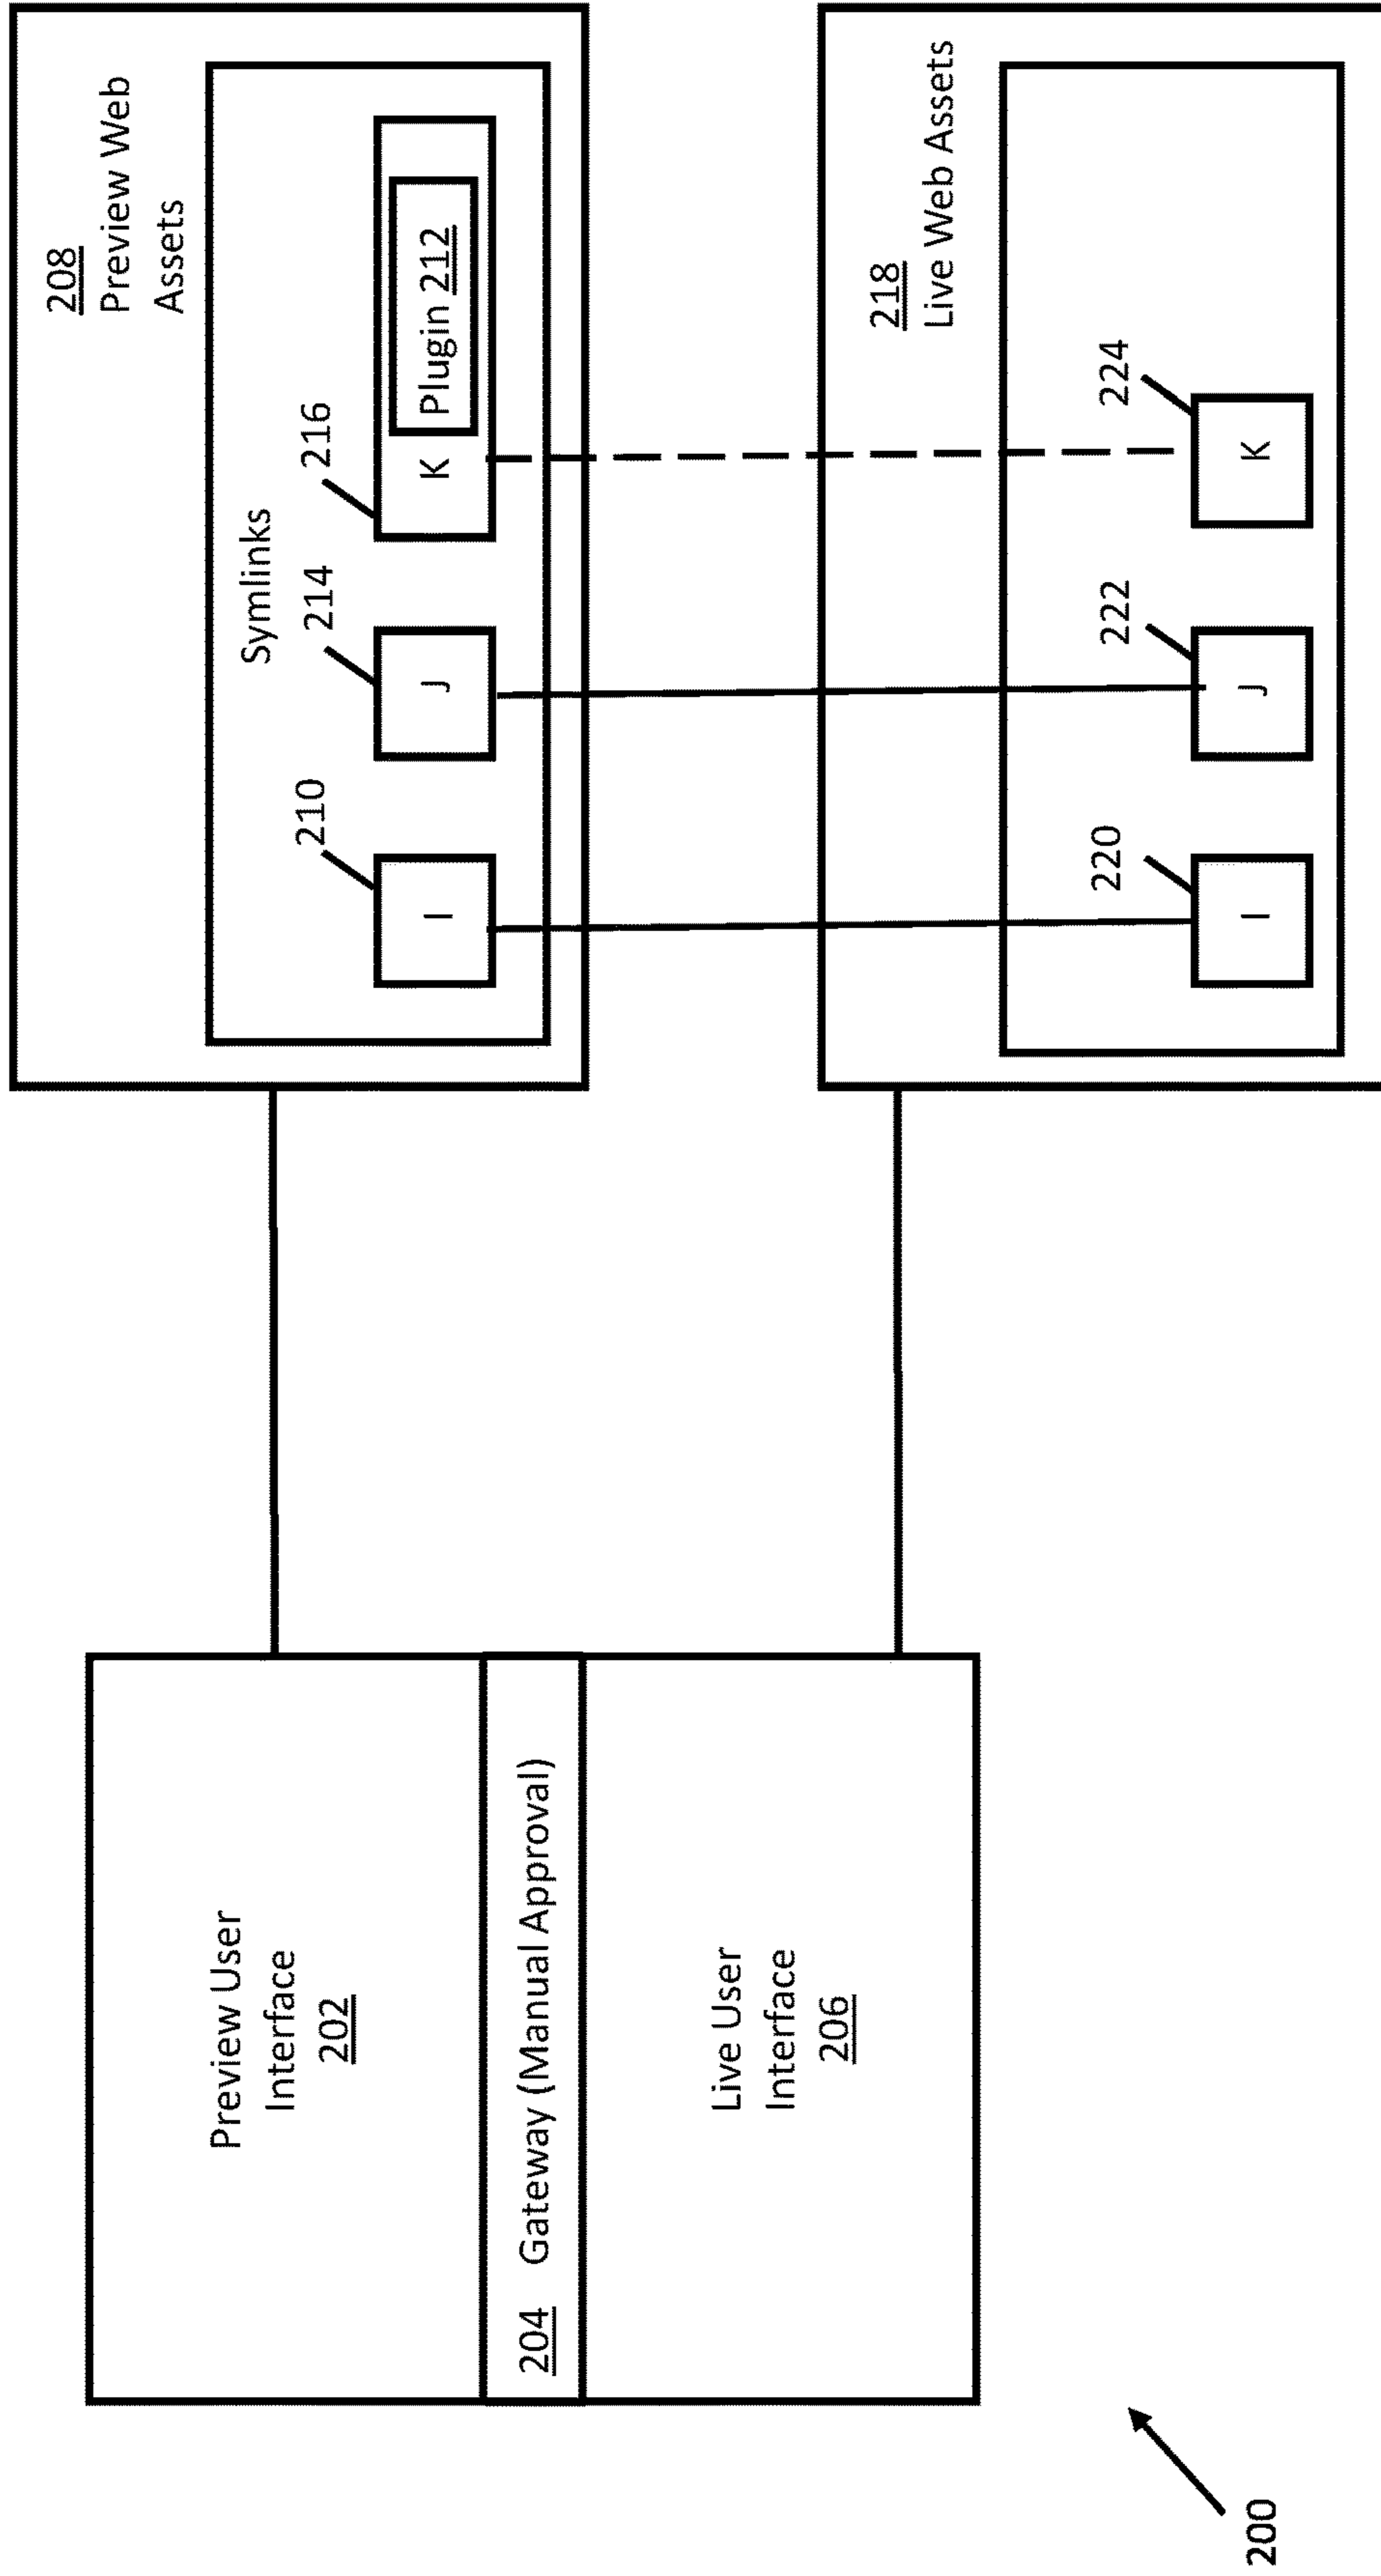 Preview User
Interface
202
204 Gateway (Manual Approval)
Live User
Interface
206
208
Preview Web
Assets
Symlinks
210
214
216
I
J
K
Plugin 212
218
Live Web Assets
220
222
224
I
J
K
200